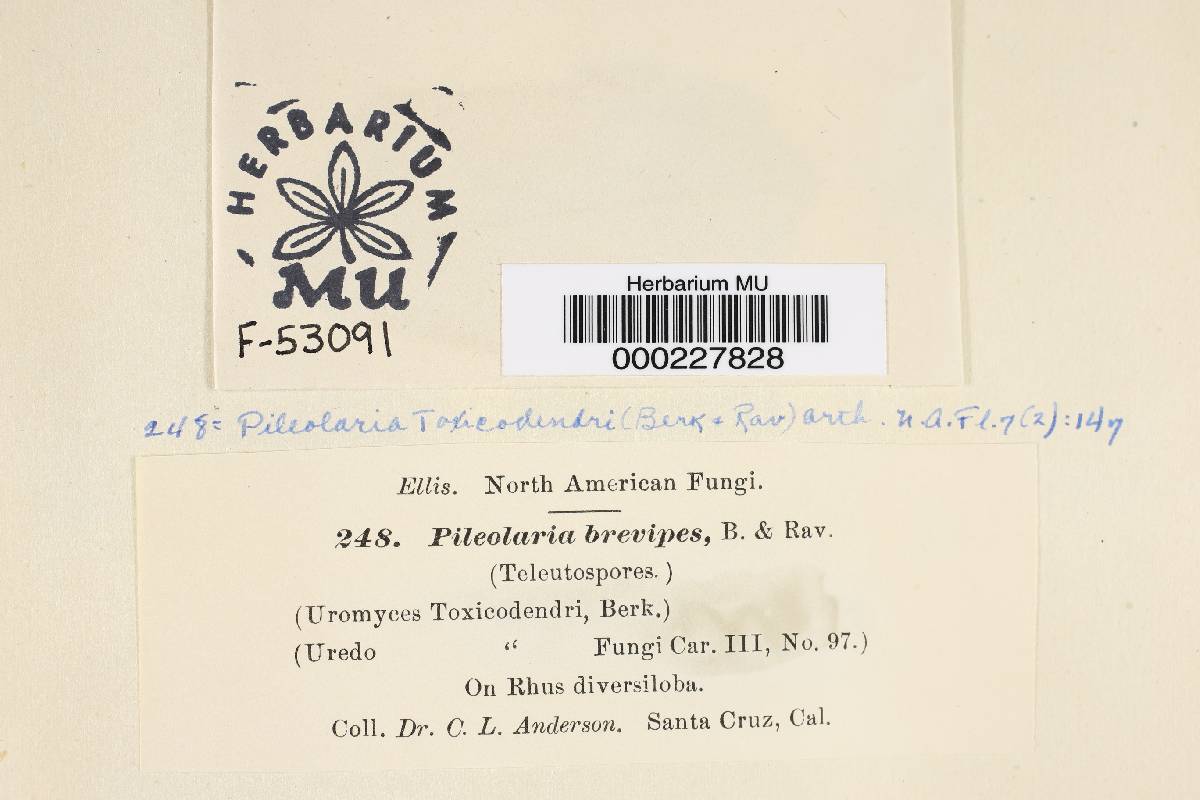 HERBARIUM
MU
F-53091
Herbarium MU
000227828
248= Pileolaria Toxicodendri (Berk & Rav) Arth. N.A.Fl. 7(2):147
Ellis. North American Fungi.
248. Pileolaria brevipes, B. & Rav.
(Teleutospores.)
(Uromyces Toxicodendri, Berk.)
(Uredo “ Fungi Car. III, No. 97.)
On Rhus diversiloba.
Coll. Dr. C. L. Anderson. Santa Cruz, Cal.